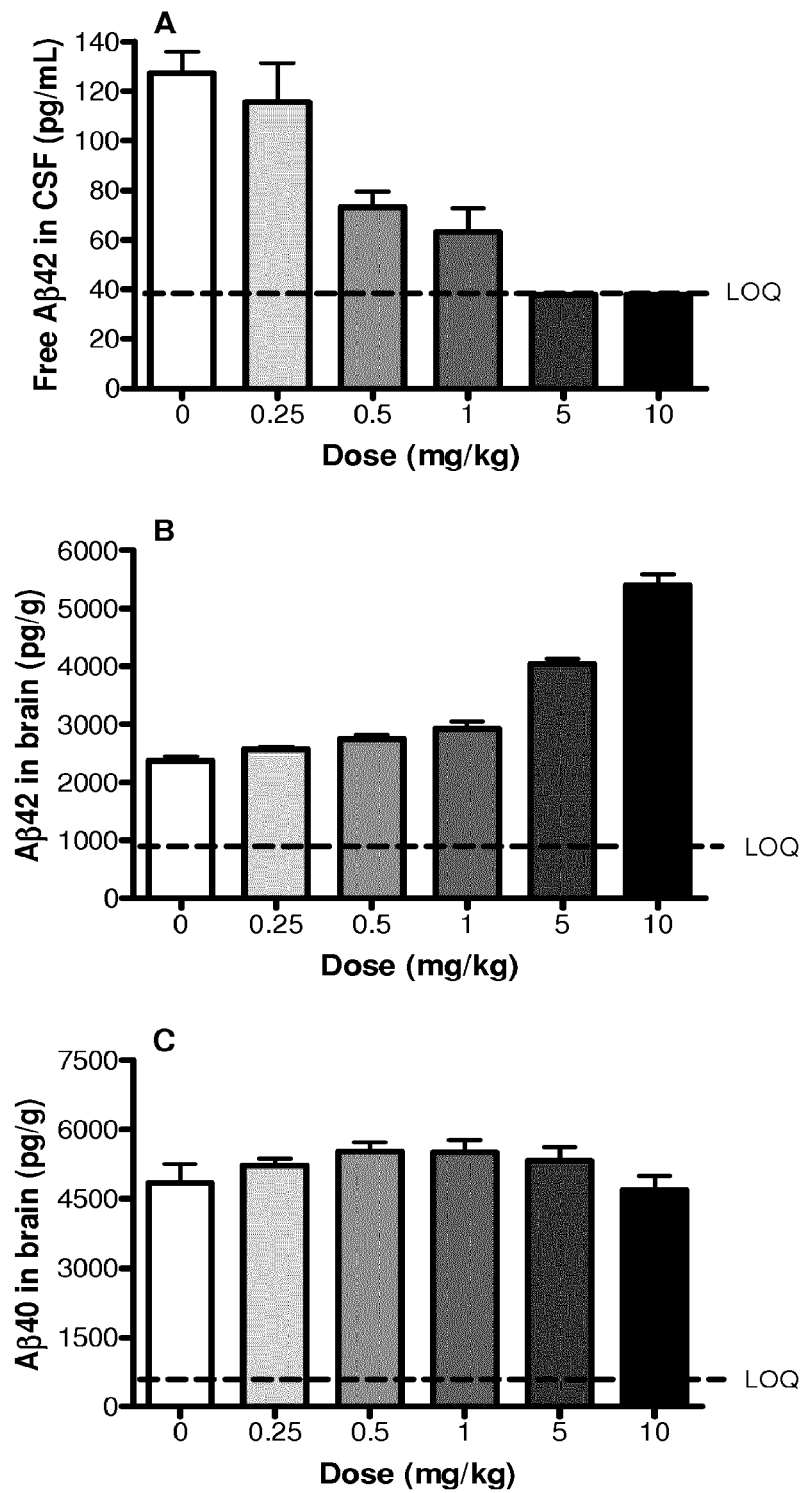 A
Free Aβ42 in CSF (pg/mL)
140
120
100
80
60
40
20
0
LOQ
0 0.25 0.5 1 5 10
Dose (mg/kg)
B
Aβ42 in brain (pg/g)
6000
5000
4000
3000
2000
1000
0
LOQ
0 0.25 0.5 1 5 10
Dose (mg/kg)
C
Aβ40 in brain (pg/g)
7500
6000
4500
3000
1500
0
LOQ
0 0.25 0.5 1 5 10
Dose (mg/kg)